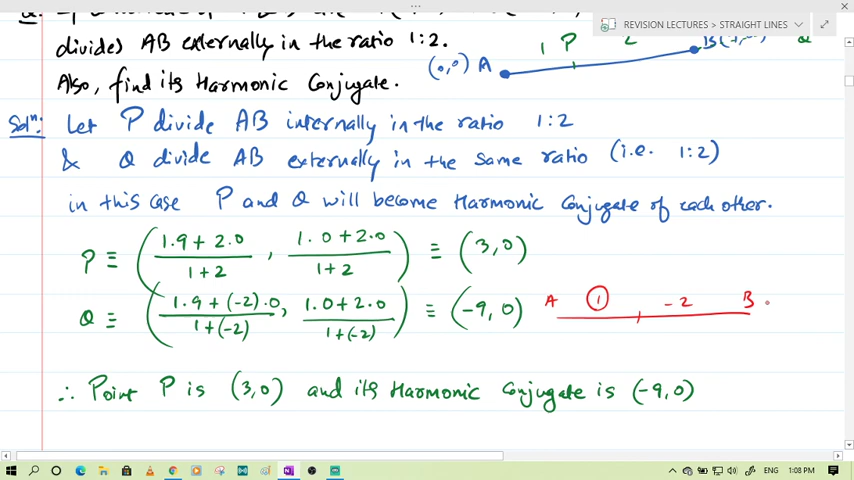 REVISION LECTURES > STRAIGHT LINES
divides AB externally in the ratio 1:2.
1 P 2
(0,0) A
Also, find its Harmonic Conjugate.
Solⁿ: Let P divide AB internally in the ratio 1:2
& Q divide AB externally in the same ratio (i.e. 1:2)
in this case P and Q will become Harmonic Conjugate of each other.
P ≡ ( 1.9 + 2.0 / 1+2 , 1.0 + 2.0 / 1+2 ) ≡ (3,0)
Q ≡ ( 1.9 + (-2).0 / 1+(-2) , 1.0 + 2.0 / 1+(-2) ) ≡ (-9,0)
A 1 -2 B
∴ Point P is (3,0) and its Harmonic Conjugate is (-9,0)
ENG 1:08 PM